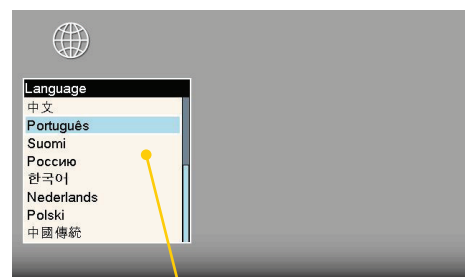 Language
中文
Português
Suomi
Россию
한국어
Nederlands
Polski
中國傳統